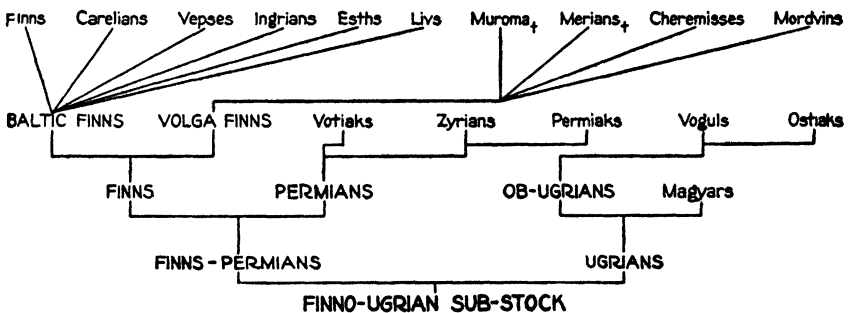 Finns Carelians Vepses Ingrians Esths Livs Muroma† Merians† Cheremisses Mordvins
BALTIC FINNS VOLGA FINNS Votiaks Zyrians Permiaks Voguls Ostiaks
FINNS PERMIANS OB-UGRIANS Magyars
FINNS-PERMIANS UGRIANS
FINNO-UGRIAN SUB-STOCK